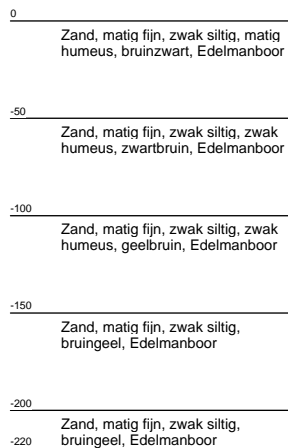 0
Zand, matig fijn, zwak siltig, matig
humeus, bruinzwart, Edelmanboor
-50
Zand, matig fijn, zwak siltig, zwak
humeus, zwartbruin, Edelmanboor
-100
Zand, matig fijn, zwak siltig, zwak
humeus, geelbruin, Edelmanboor
-150
Zand, matig fijn, zwak siltig,
bruingeel, Edelmanboor
-200
Zand, matig fijn, zwak siltig,
bruingeel, Edelmanboor
-220